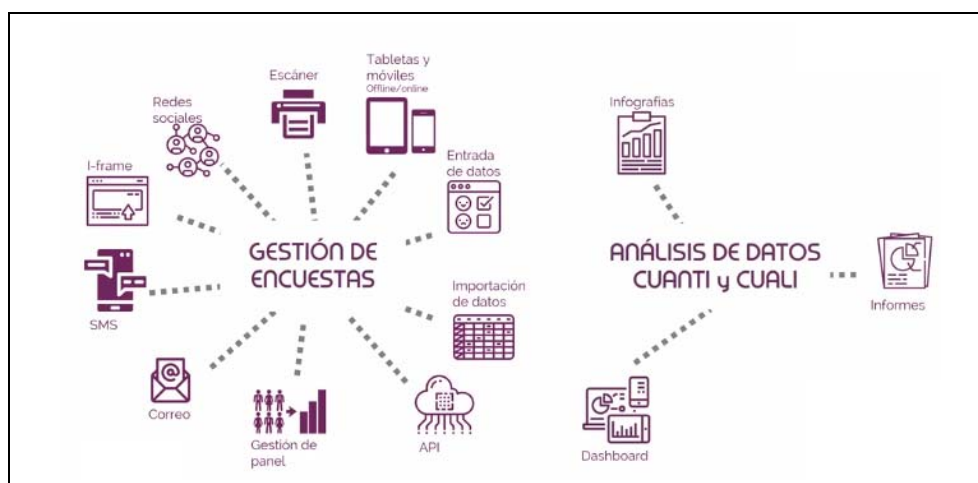 Tabletas y
móviles
Offline/online
Escáner
Redes
sociales
I-frame
Entrada
de datos
GESTIÓN DE
ENCUESTAS
SMS
Importación
de datos
Correo
Gestión de
panel
API
Infografías
ANÁLISIS DE DATOS
CUANTI y CUALI
Informes
Dashboard